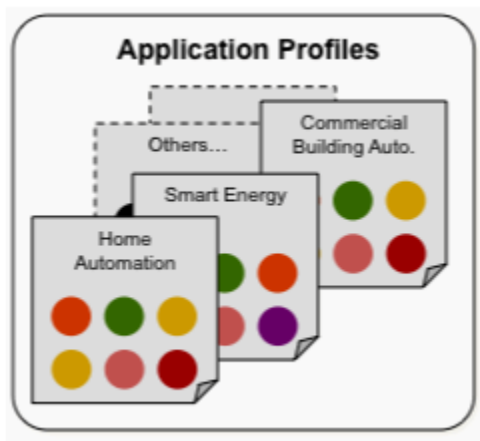 Application Profiles
Commercial
Building Auto.
Others...
Smart Energy
Home
Automation